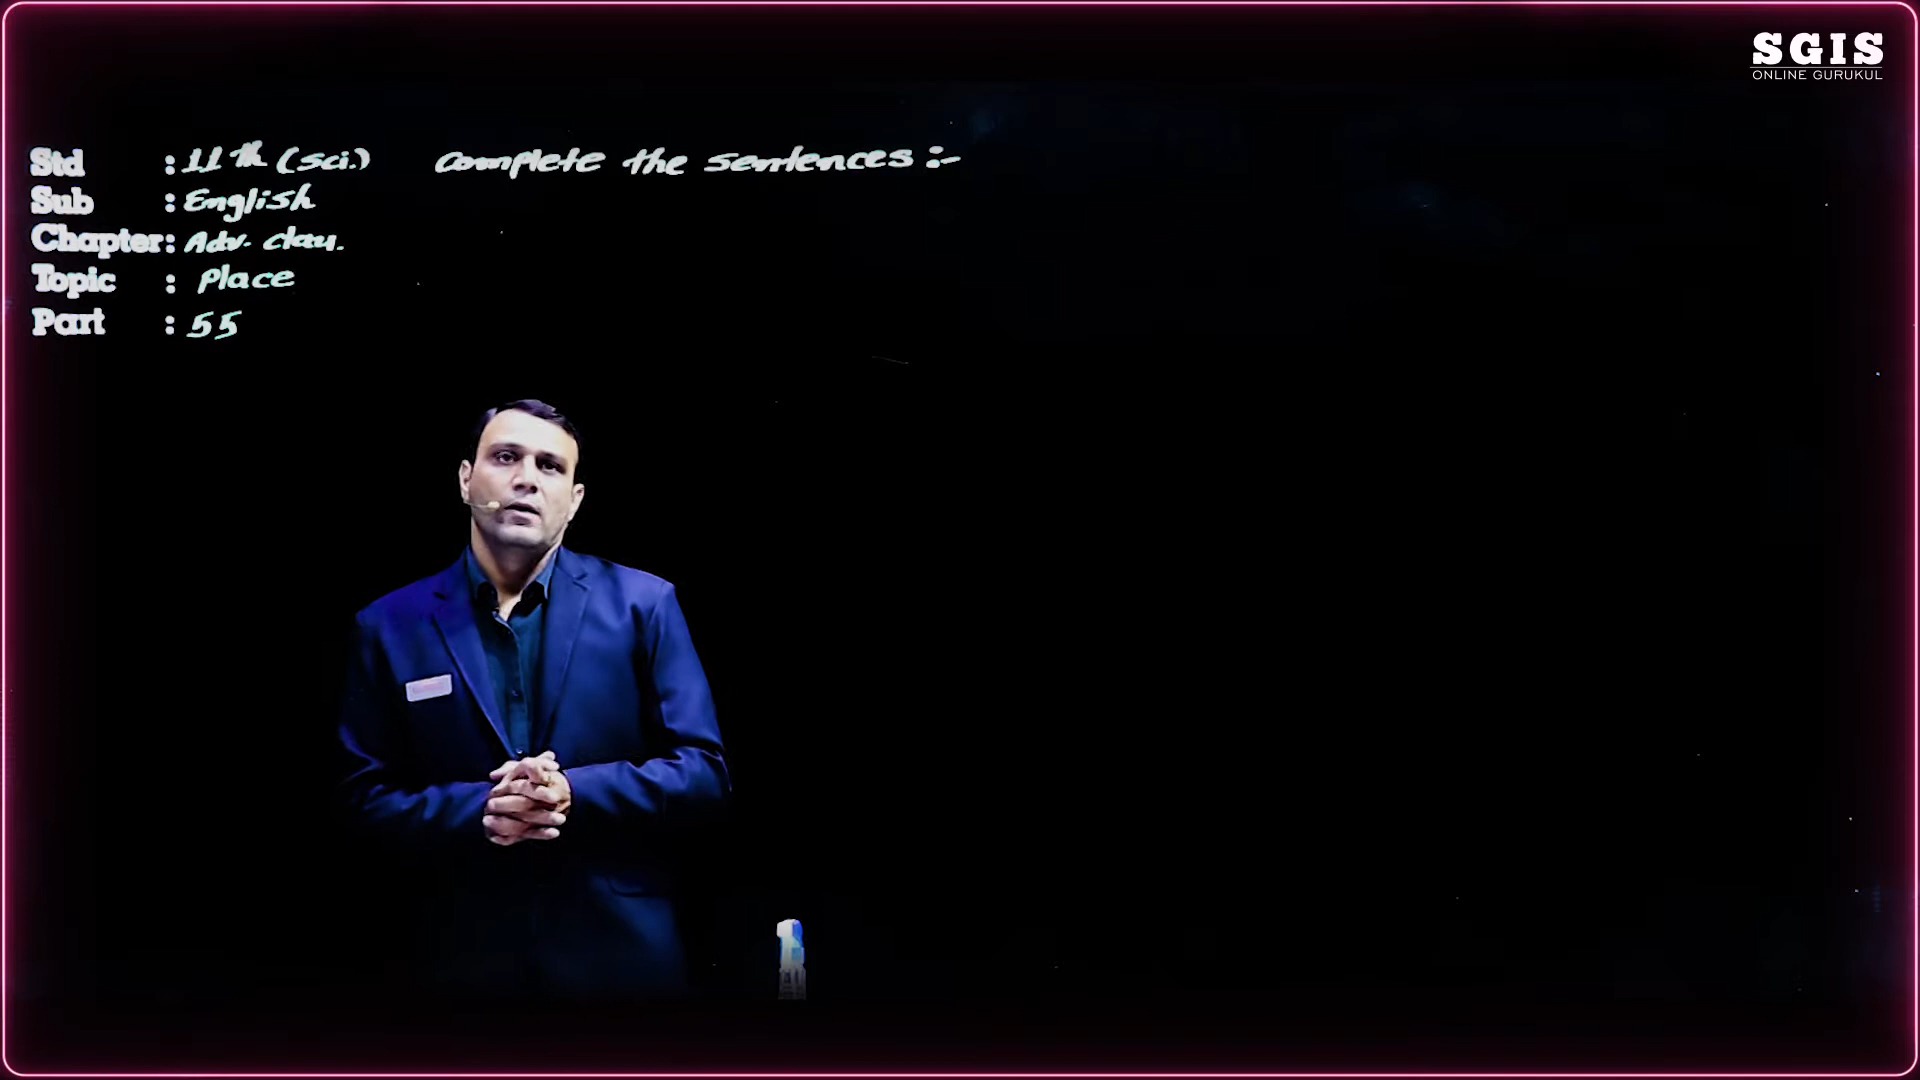 SGIS
ONLINE GURUKUL
Std : 11th (Sci.)
Sub : English
Chapter : Adv. clau.
Topic : Place
Part : 55
Complete the sentences :-